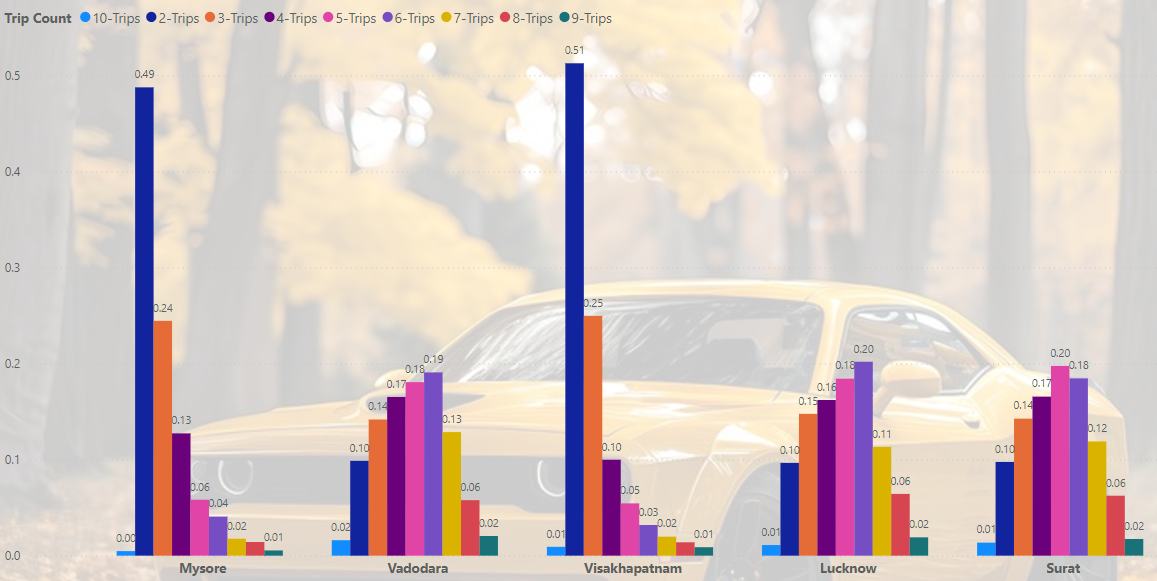 Trip Count 10-Trips 2-Trips 3-Trips 4-Trips 5-Trips 6-Trips 7-Trips 8-Trips 9-Trips
0.5
0.4
0.3
0.2
0.1
0.0
0.00 0.49 0.24 0.13 0.06 0.04 0.02 0.01
0.02 0.10 0.14 0.17 0.18 0.19 0.13 0.06 0.02
0.01 0.51 0.25 0.10 0.05 0.03 0.02 0.01
0.01 0.10 0.15 0.16 0.18 0.20 0.11 0.06 0.02
0.01 0.10 0.14 0.17 0.20 0.18 0.12 0.06 0.02
Mysore Vadodara Visakhapatnam Lucknow Surat